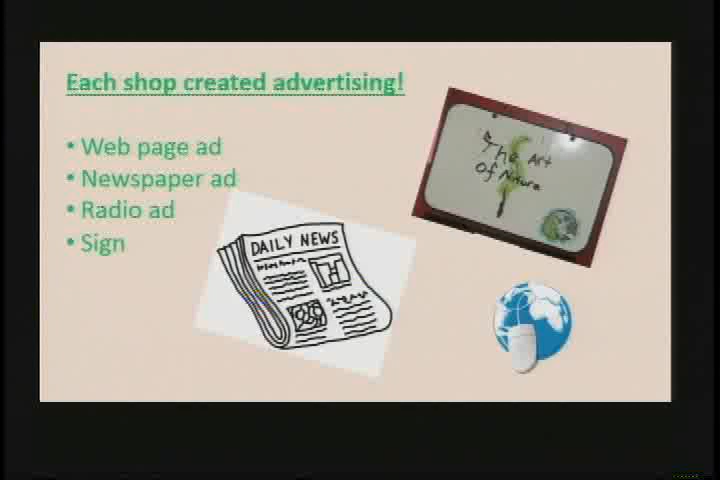 Each shop created advertising!
• Web page ad
• Newspaper ad
• Radio ad
• Sign
DAILY NEWS
The Art
Of Nature